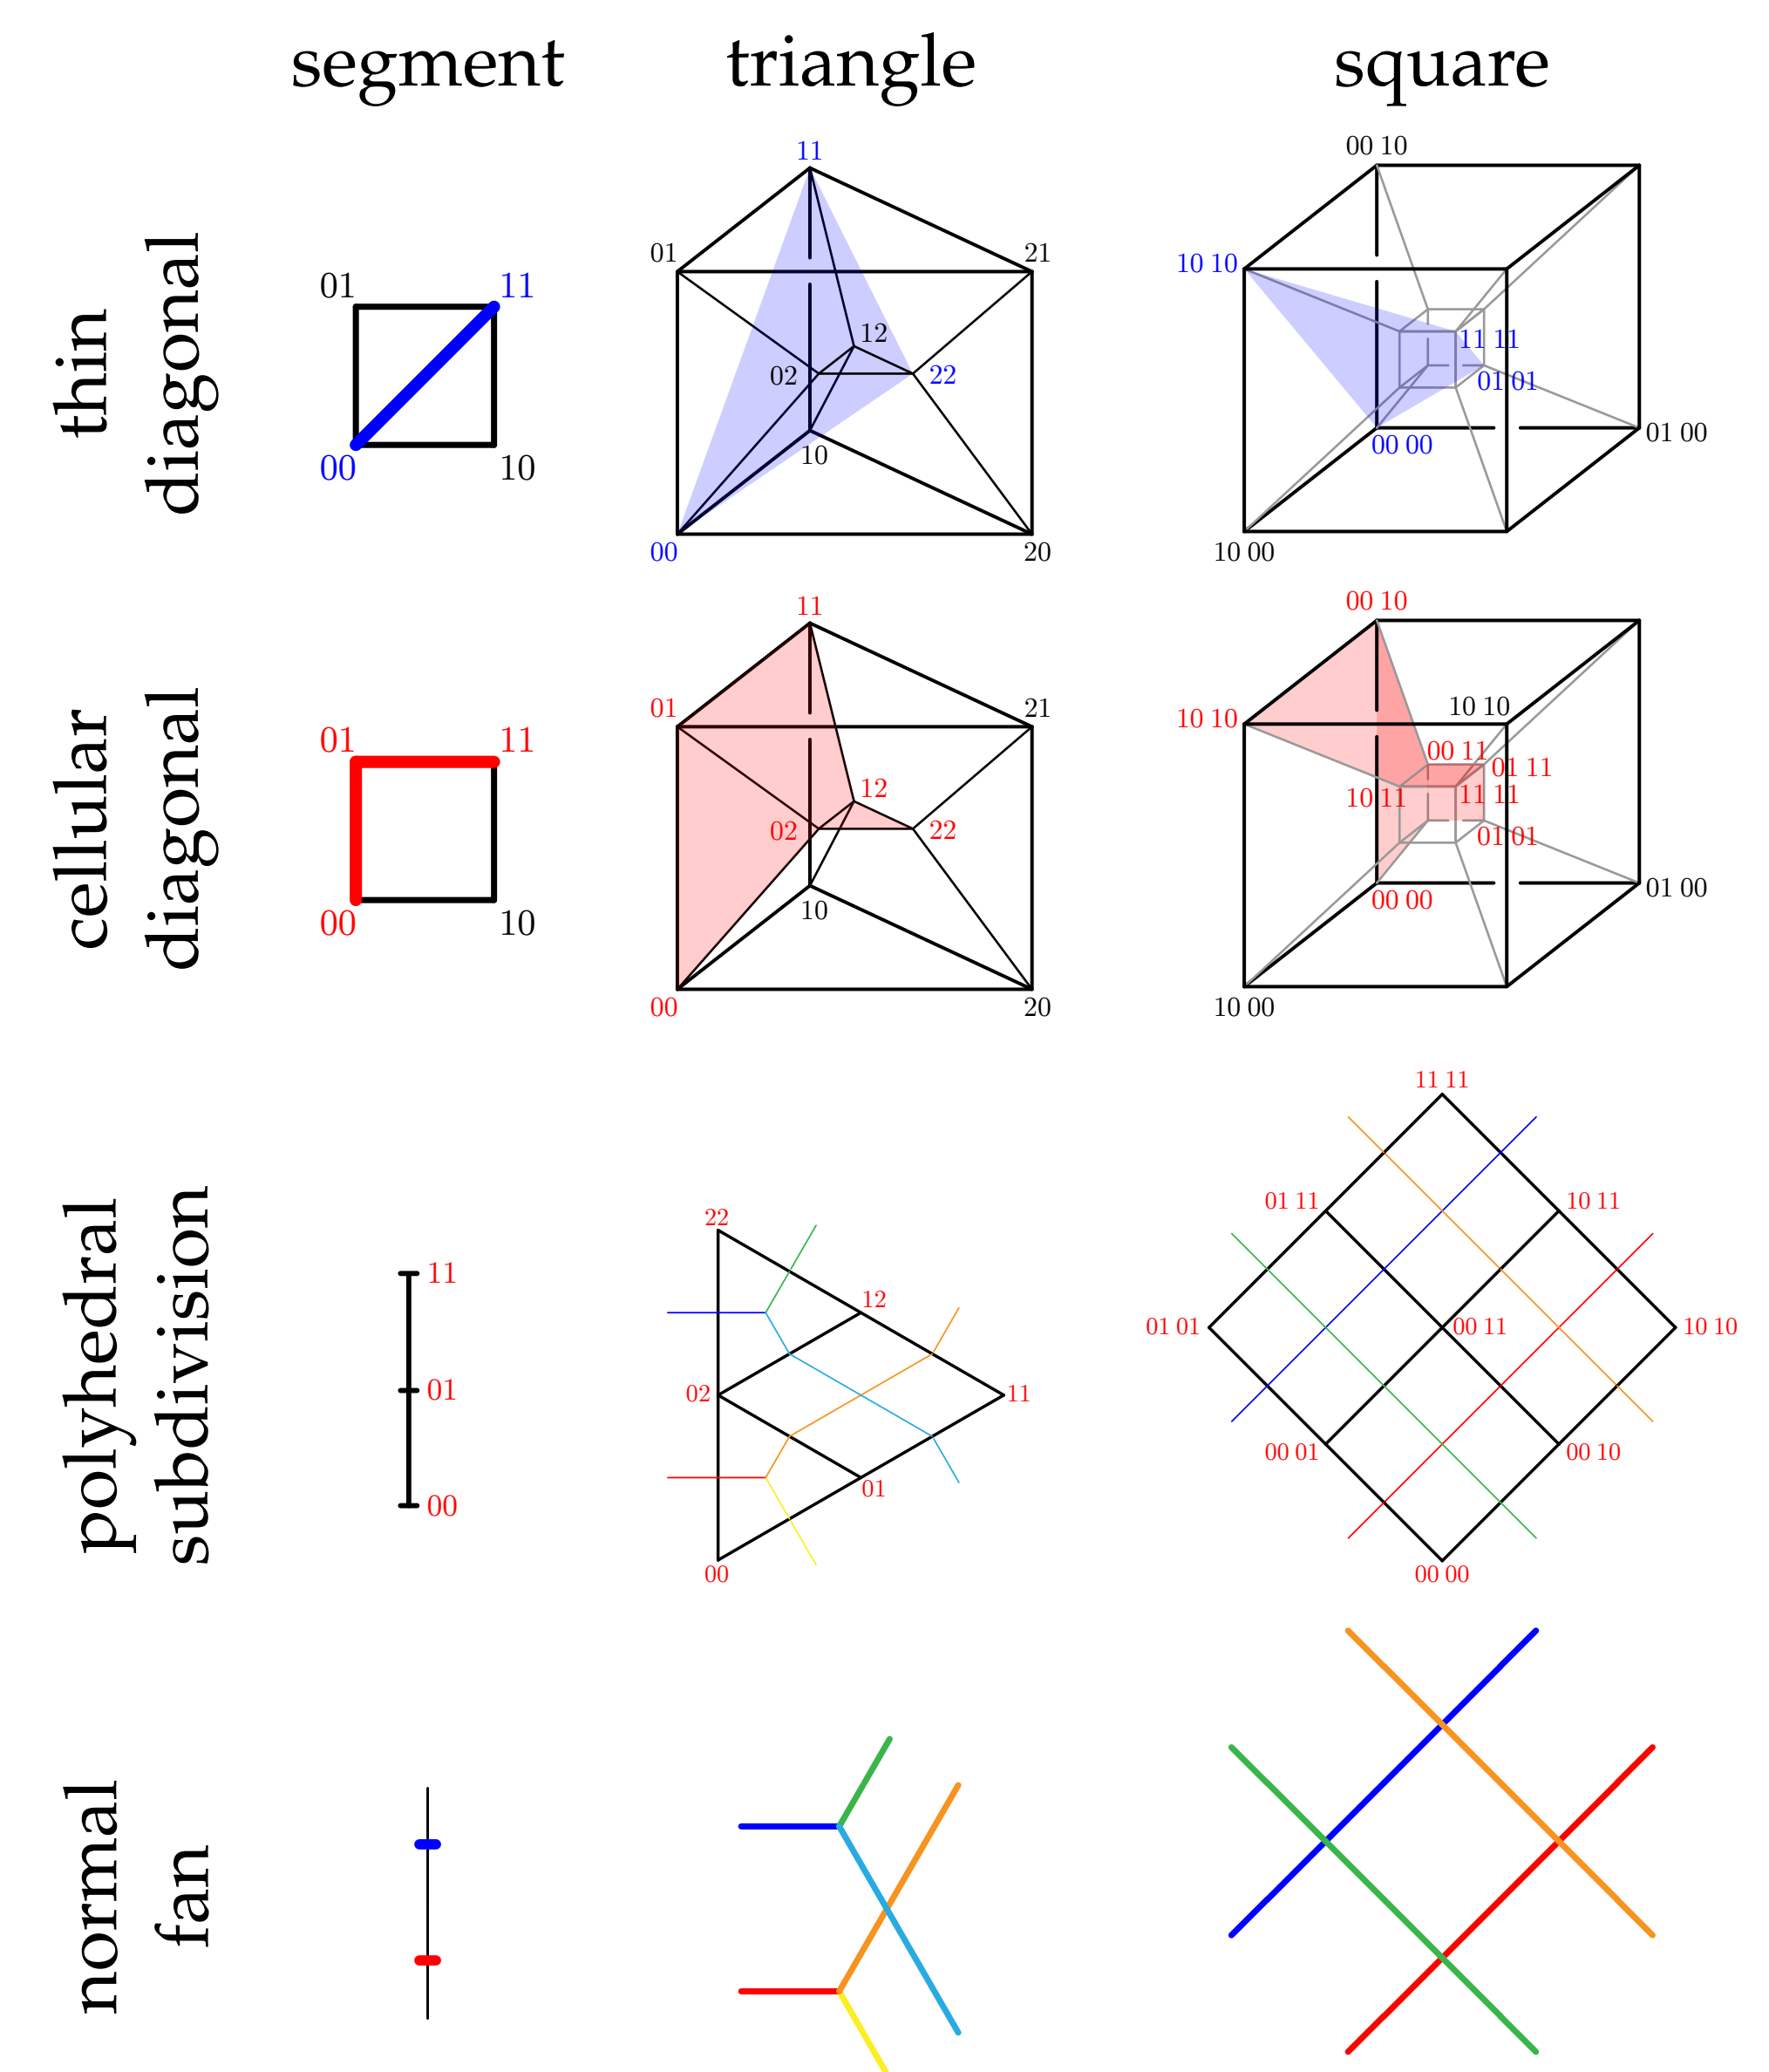 segment triangle square
thin
diagonal
01 11
00 10
11
01 21
12
02 22
10
00 20
00 10
10 10
11 11
01 01
00 00
01 00
10 00
cellular
diagonal
01 11
00 10
11
01 21
12
02 22
10
00 20
00 10
10 10 10 10
00 11
01 11
10 11 11 11
01 01
00 00
01 00
10 00
polyhedral
subdivision
11
01
00
22
12
02 11
01
00
11 11
01 11 10 11
01 01 00 11 10 10
00 01 00 10
00 00
normal
fan